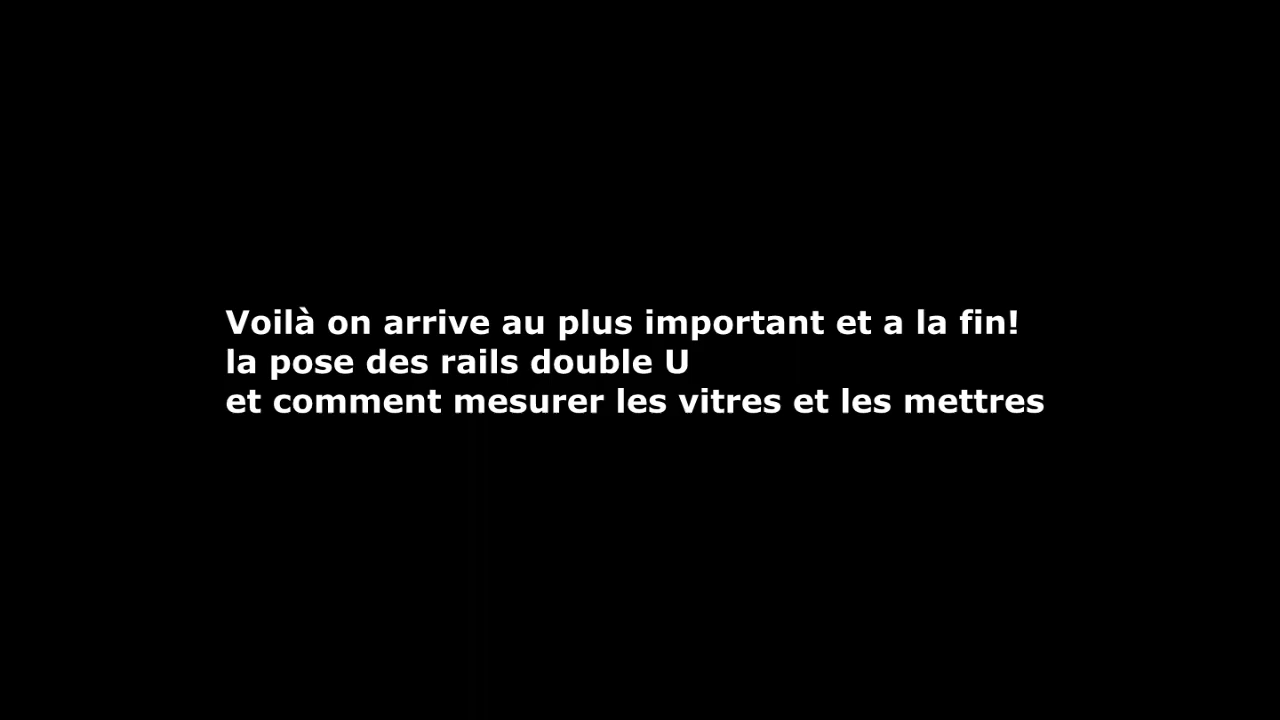 Voilà on arrive au plus important et a la fin!
la pose des rails double U
et comment mesurer les vitres et les mettres